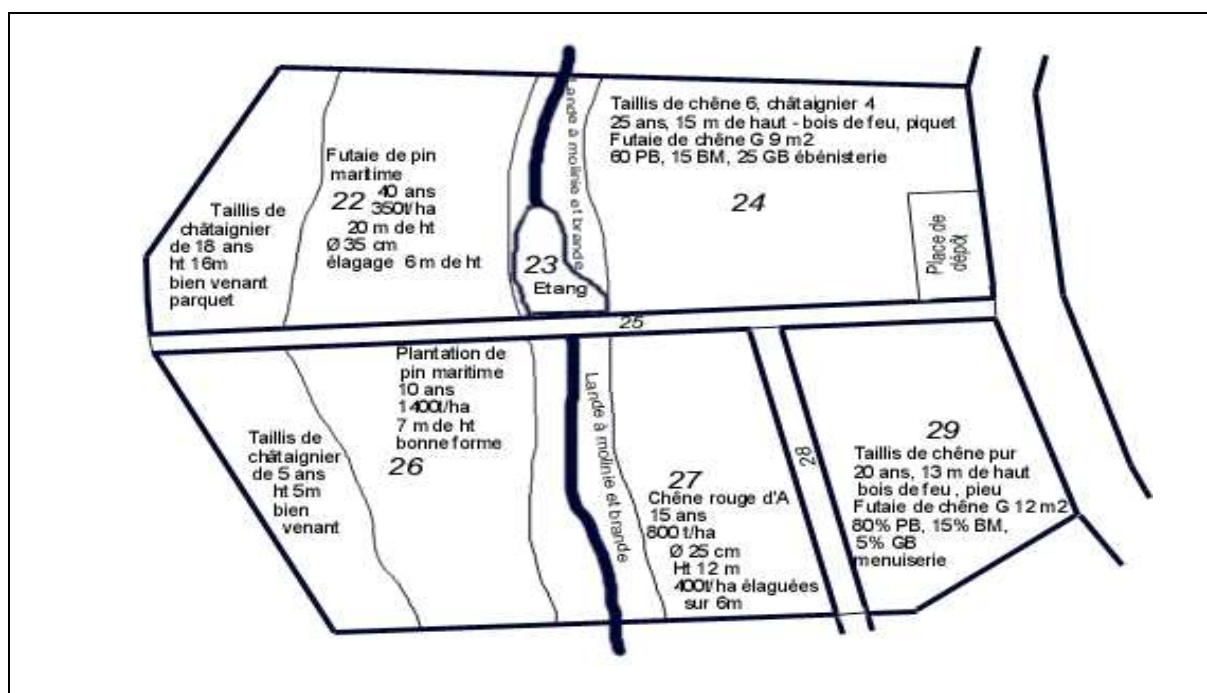 Taillis de
châtaignier
de 18 ans
ht 16m
bien venant
parquet
Futaie de pin
maritime
22
40 ans
350t/ha
20 m de ht
Ø 35 cm
élagage 6 m de ht
Lande à molinie et brande
23
Etang
Taillis de chêne 6, châtaignier 4
25 ans, 15 m de haut - bois de feu, piquet
Futaie de chêne G 9 m2
60 PB, 15 BM, 25 GB ébénisterie
24
Place de
dépôt
25
Taillis de
châtaignier
de 5 ans
ht 5m
bien
venant
Plantation de
pin maritime
10 ans
1400t/ha
7 m de ht
bonne forme
26
Lande à molinie et brande
27
Chêne rouge d'A
15 ans
800 t/ha
Ø 25 cm
Ht 12 m
400t/ha élaguées
sur 6m
28
29
Taillis de chêne pur
20 ans, 13 m de haut
bois de feu , pieu
Futaie de chêne G 12 m2
80% PB, 15% BM,
5% GB
menuiserie